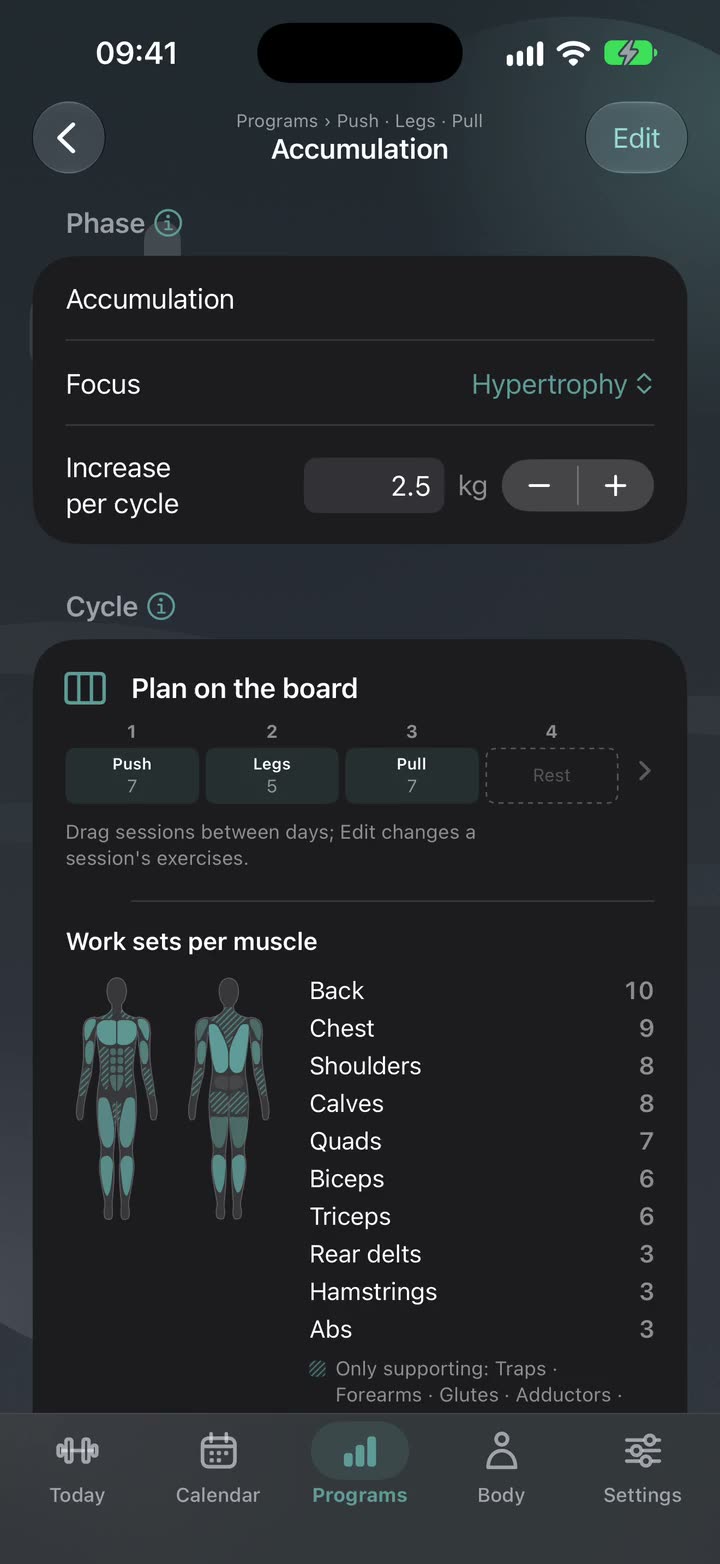 09:41
Programs › Push · Legs · Pull
Accumulation
Edit
Phase
Accumulation
Focus
Hypertrophy
Increase
per cycle
2.5
kg
Cycle
Plan on the board
1 2 3 4
Push Legs Pull Rest
7 5 7
Drag sessions between days; Edit changes a
session's exercises.
Work sets per muscle
Back 10
Chest 9
Shoulders 8
Calves 8
Quads 7
Biceps 6
Triceps 6
Rear delts 3
Hamstrings 3
Abs 3
Only supporting: Traps ·
Forearms · Glutes · Adductors ·
Today Calendar Programs Body Settings